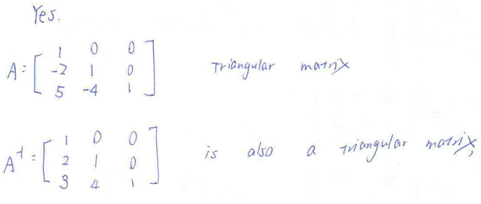 Yes.
1 0 0
A = [ -2 1 0 ] Triangular matrix
5 -4 1
1 0 0
A⁻¹ = [ 2 1 0 ] is also a triangular matrix,
3 4 1